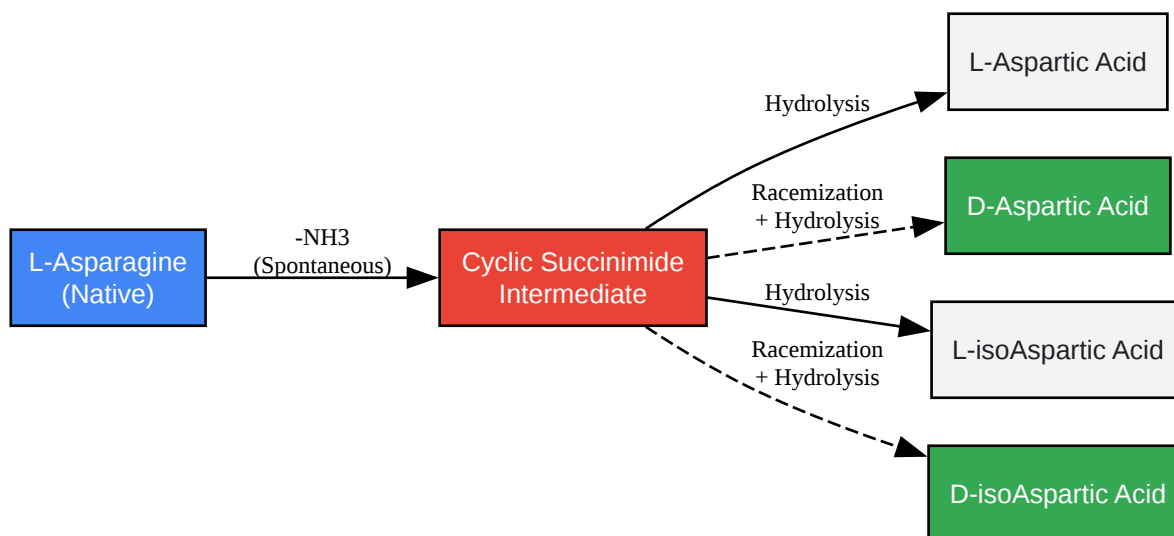 L-Asparagine
(Native)
-NH3
(Spontaneous)
Cyclic Succinimide
Intermediate
Hydrolysis
L-Aspartic Acid
Racemization
+ Hydrolysis
D-Aspartic Acid
Hydrolysis
L-isoAspartic Acid
Racemization
+ Hydrolysis
D-isoAspartic Acid